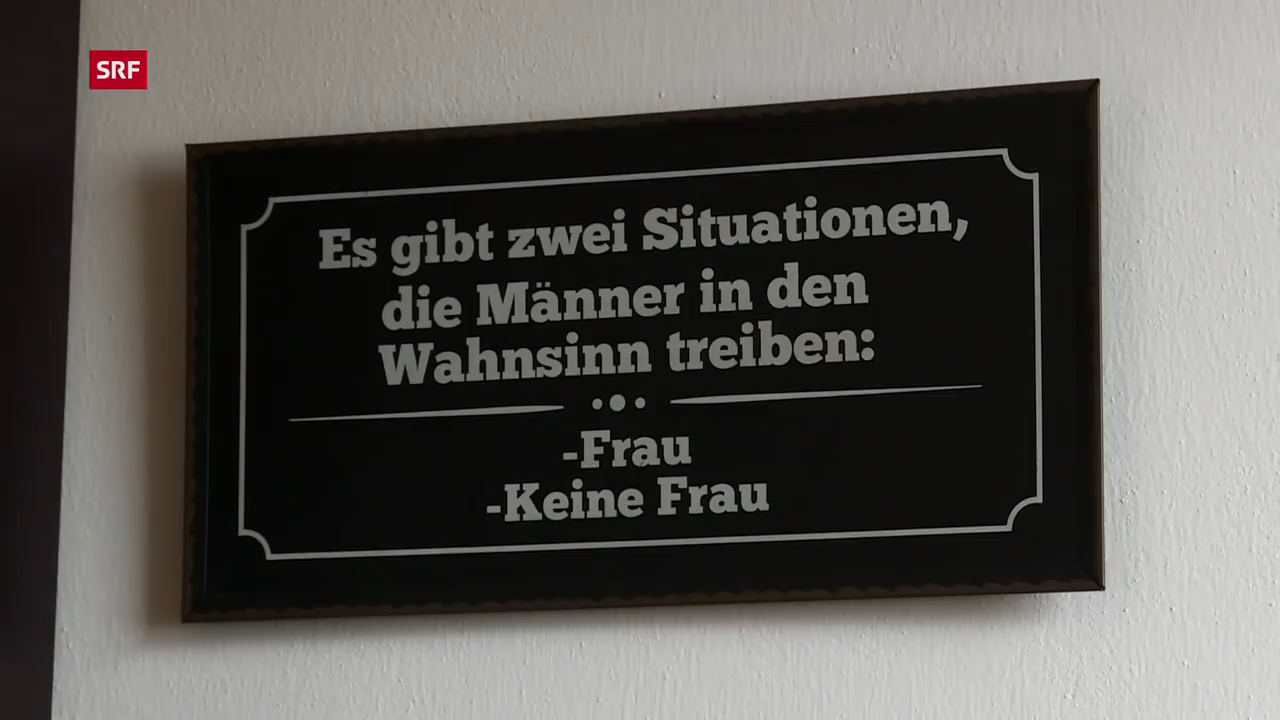 SRF
Es gibt zwei Situationen,
die Männer in den
Wahnsinn treiben:
-Frau
-Keine Frau